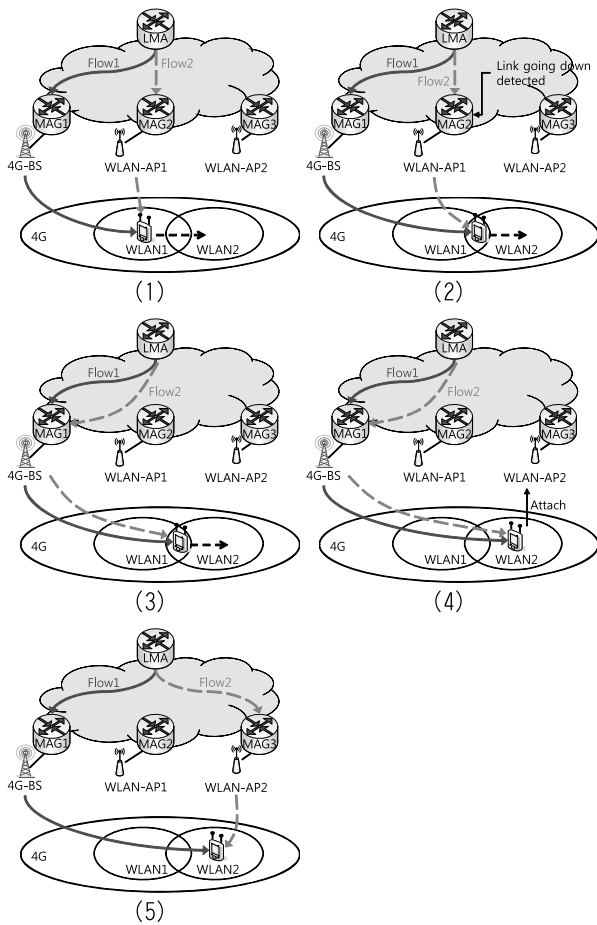 LMA
Flow1
Flow2
MAG1
MAG2
MAG3
4G-BS
WLAN-AP1
WLAN-AP2
4G
WLAN1
WLAN2
(1)
LMA
Flow1
Flow2
Link going down
detected
MAG1
MAG2
MAG3
4G-BS
WLAN-AP1
WLAN-AP2
4G
WLAN1
WLAN2
(2)
LMA
Flow1
Flow2
MAG1
MAG2
MAG3
4G-BS
WLAN-AP1
WLAN-AP2
4G
WLAN1
WLAN2
(3)
LMA
Flow1
Flow2
MAG1
MAG2
MAG3
4G-BS
WLAN-AP1
WLAN-AP2
Attach
4G
WLAN1
WLAN2
(4)
LMA
Flow1
Flow2
MAG1
MAG2
MAG3
4G-BS
WLAN-AP1
WLAN-AP2
4G
WLAN1
WLAN2
(5)